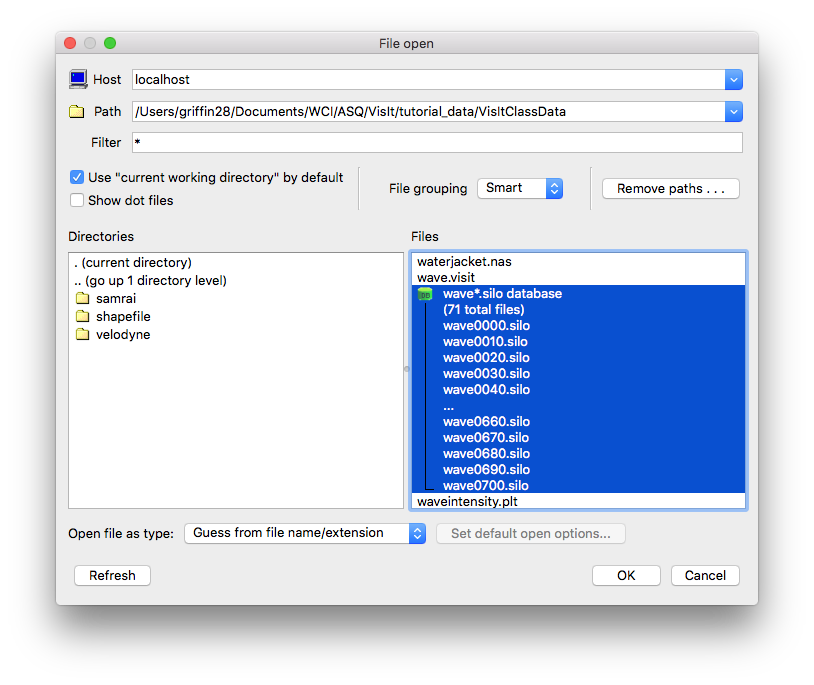 File open
Host localhost
Path /Users/griffin28/Documents/WCI/ASQ/VisIt/tutorial_data/VisItClassData
Filter *
Use "current working directory" by default
Show dot files
File grouping Smart
Remove paths . . .
Directories
. (current directory)
.. (go up 1 directory level)
samrai
shapefile
velodyne
Files
waterjacket.nas
wave.visit
DB wave*.silo database
(71 total files)
wave0000.silo
wave0010.silo
wave0020.silo
wave0030.silo
wave0040.silo
...
wave0660.silo
wave0670.silo
wave0680.silo
wave0690.silo
wave0700.silo
waveintensity.plt
Open file as type: Guess from file name/extension Set default open options...
Refresh OK Cancel